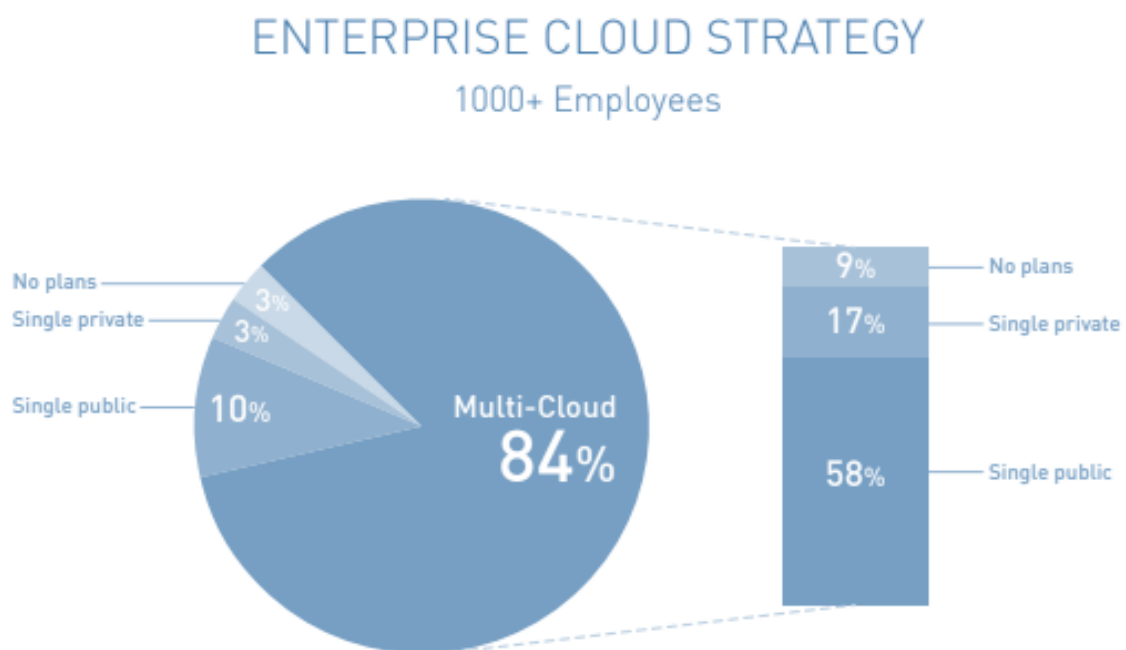 ENTERPRISE CLOUD STRATEGY
1000+ Employees
No plans
3%
Single private
3%
Single public
10%
Multi-Cloud
84%
9%
No plans
17%
Single private
58%
Single public